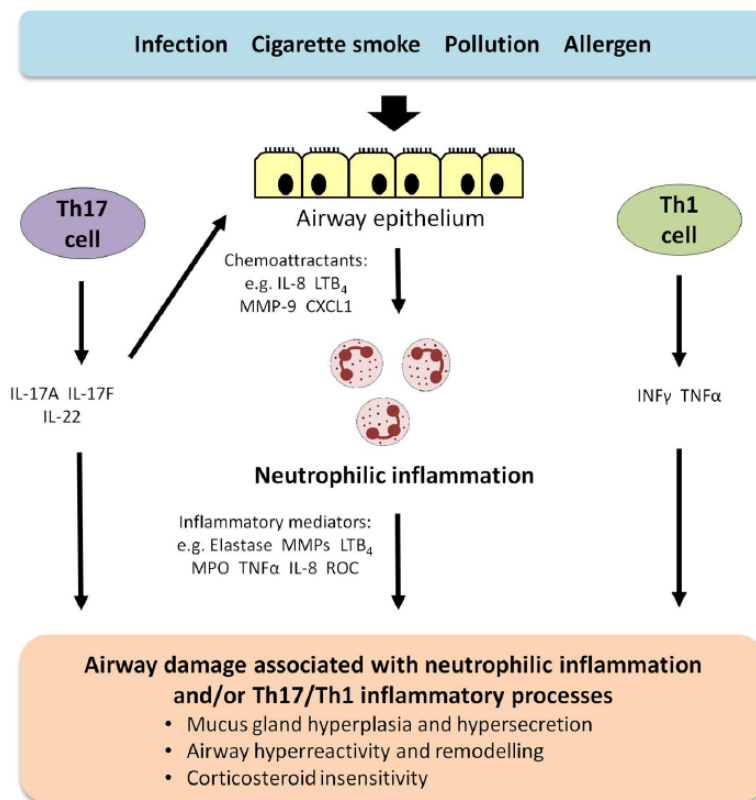 Infection Cigarette smoke Pollution Allergen
Th17
cell
Airway epithelium
Th1
cell
Chemoattractants:
e.g. IL-8 LTB₄
MMP-9 CXCL1
IL-17A IL-17F
IL-22
INFγ TNFα
Neutrophilic inflammation
Inflammatory mediators:
e.g. Elastase MMPs LTB₄
MPO TNFα IL-8 ROC
Airway damage associated with neutrophilic inflammation
and/or Th17/Th1 inflammatory processes
• Mucus gland hyperplasia and hypersecretion
• Airway hyperreactivity and remodelling
• Corticosteroid insensitivity